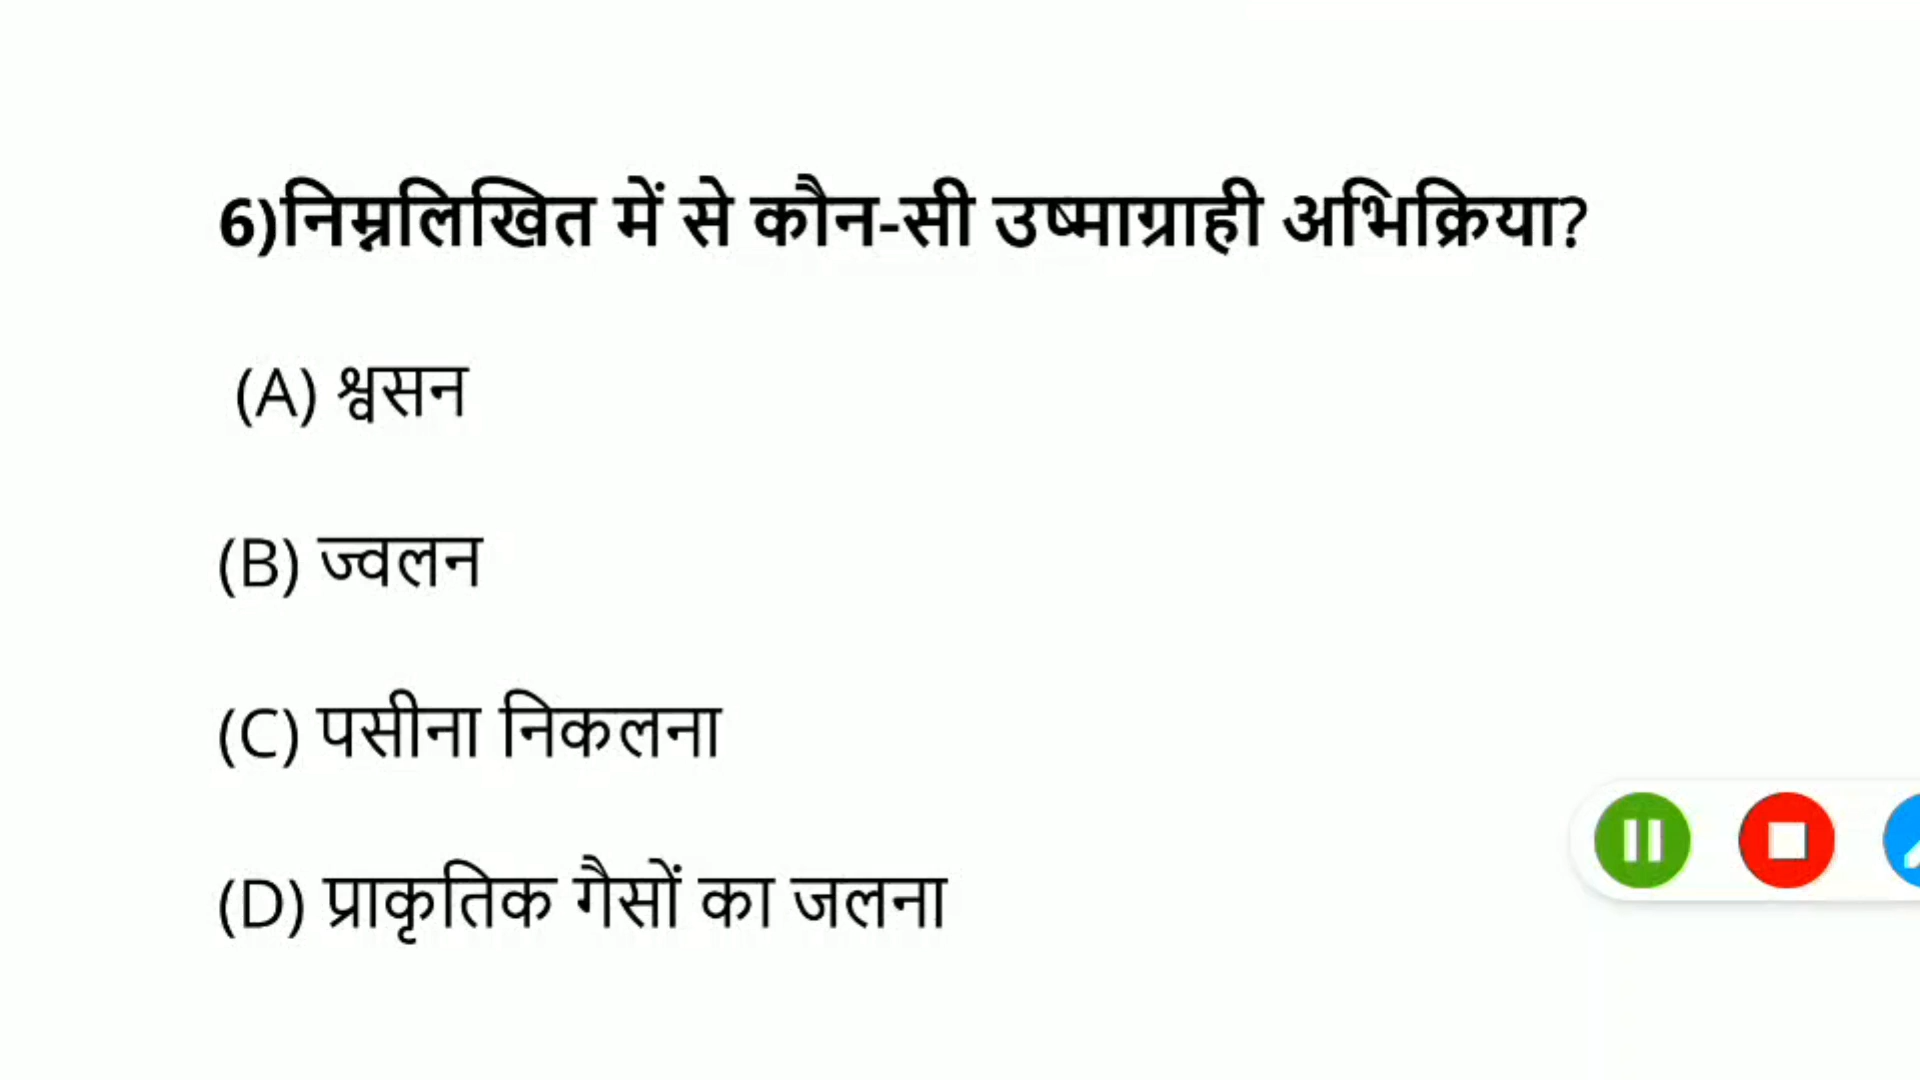 6)निम्नलिखित में से कौन-सी उष्माग्राही अभिक्रिया?
(A) श्वसन
(B) ज्वलन
(C) पसीना निकलना
(D) प्राकृतिक गैसों का जलना